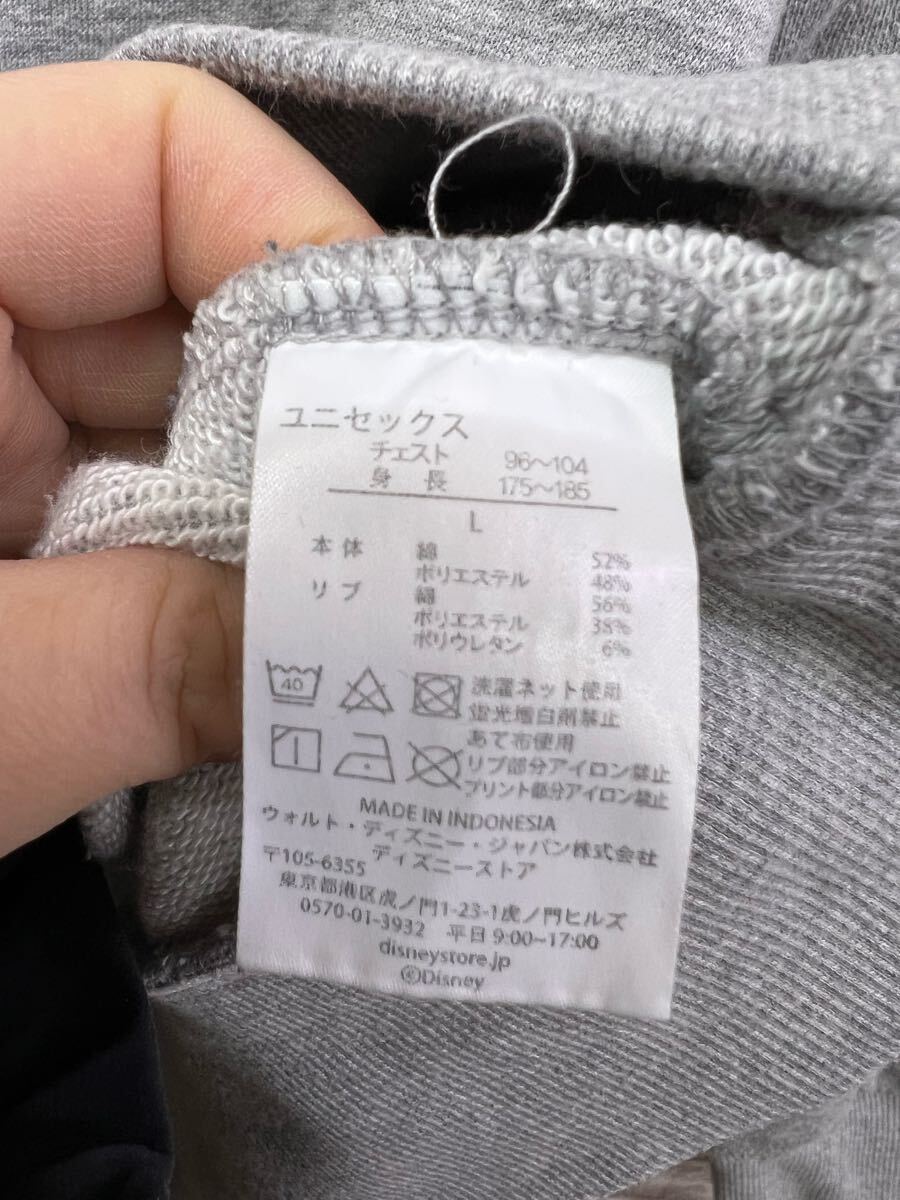 ユニセックス
チェスト 96〜104
身長 175〜185
L
本体 綿 52%
ポリエステル 48%
リブ 綿 56%
ポリエステル 38%
ポリウレタン 6%
40
洗濯ネット使用
蛍光増白剤禁止
あて布使用
リブ部分アイロン禁止
プリント部分アイロン禁止
MADE IN INDONESIA
ウォルト・ディズニー・ジャパン株式会社
ディズニーストア
〒105-6355
東京都港区虎ノ門1-23-1虎ノ門ヒルズ
0570-01-3932 平日 9:00~17:00
disneystore.jp
©Disney